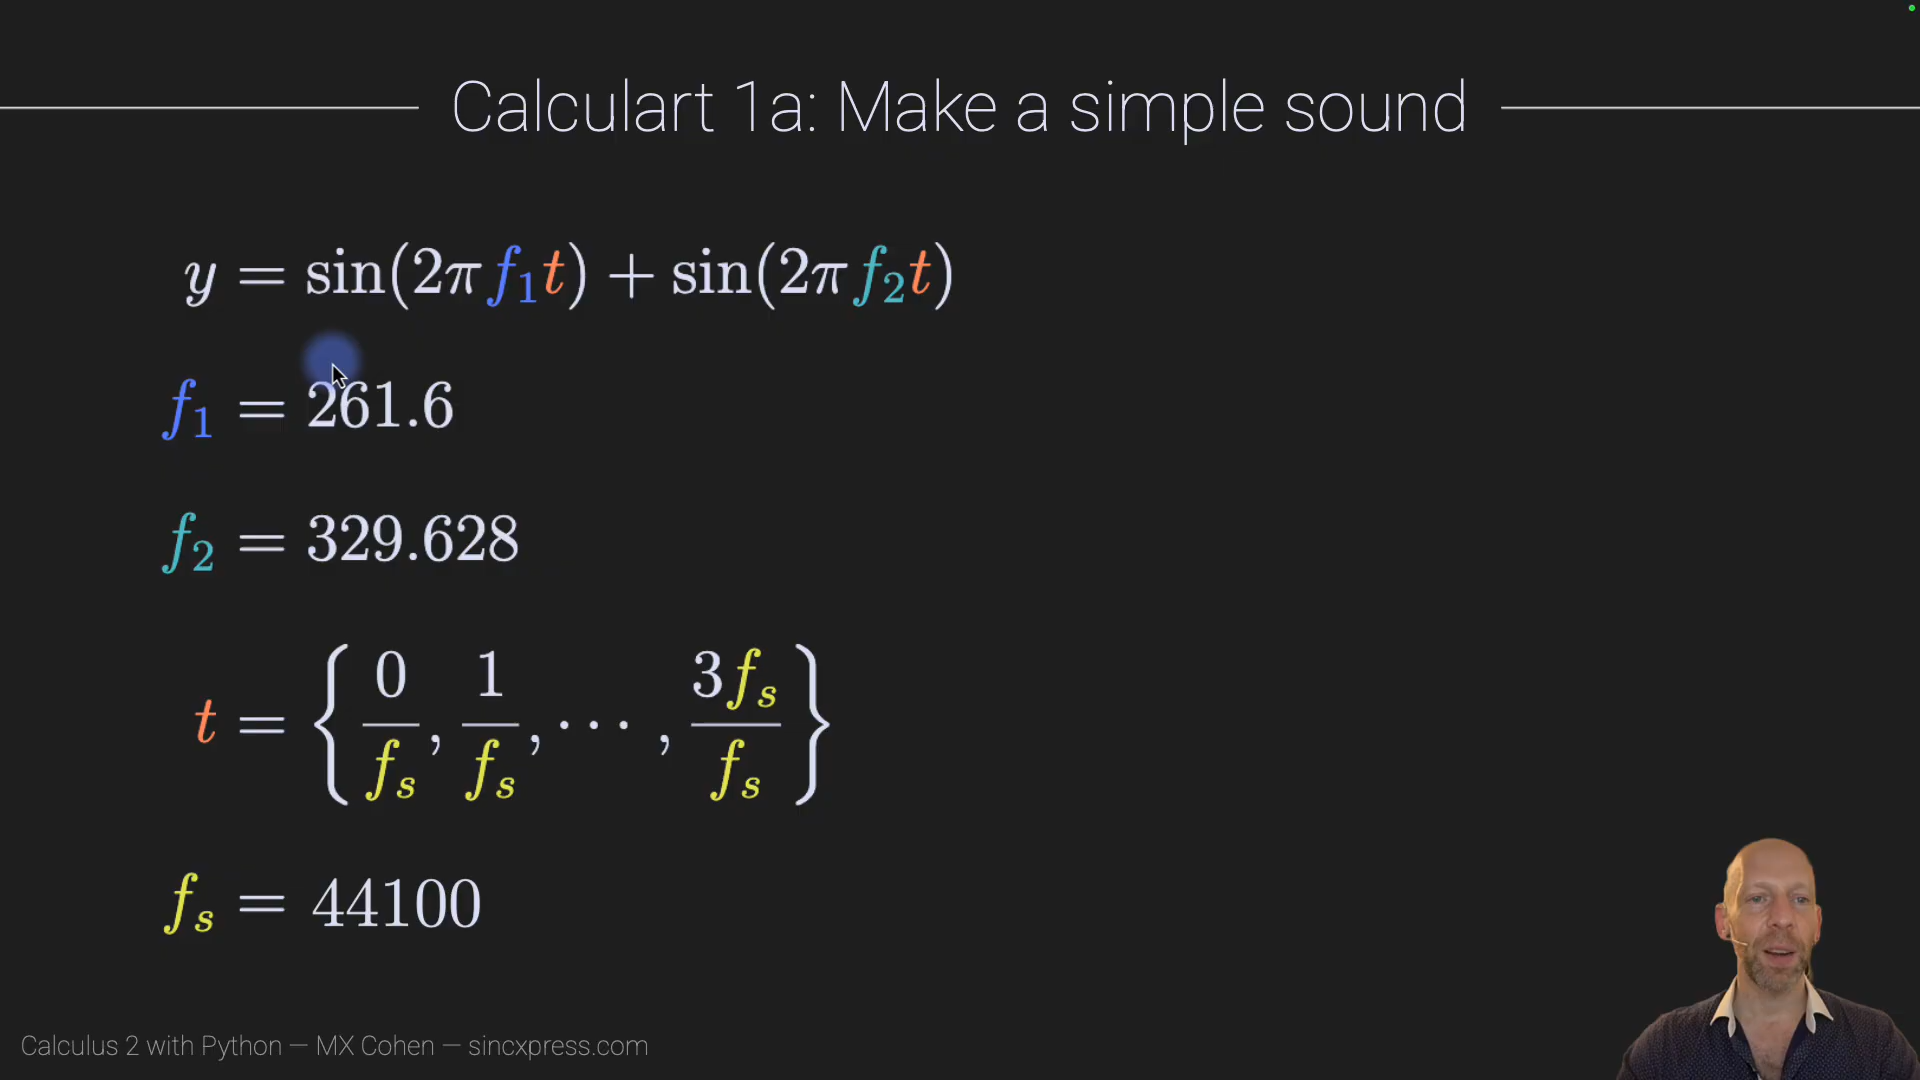 Calculart 1a: Make a simple sound
y = sin(2πf₁t) + sin(2πf₂t)
f₁ = 261.6
f₂ = 329.628
t = {0/fₛ, 1/fₛ, ⋯ , 3fₛ/fₛ}
fₛ = 44100
Calculus 2 with Python — MX Cohen — sincxpress.com